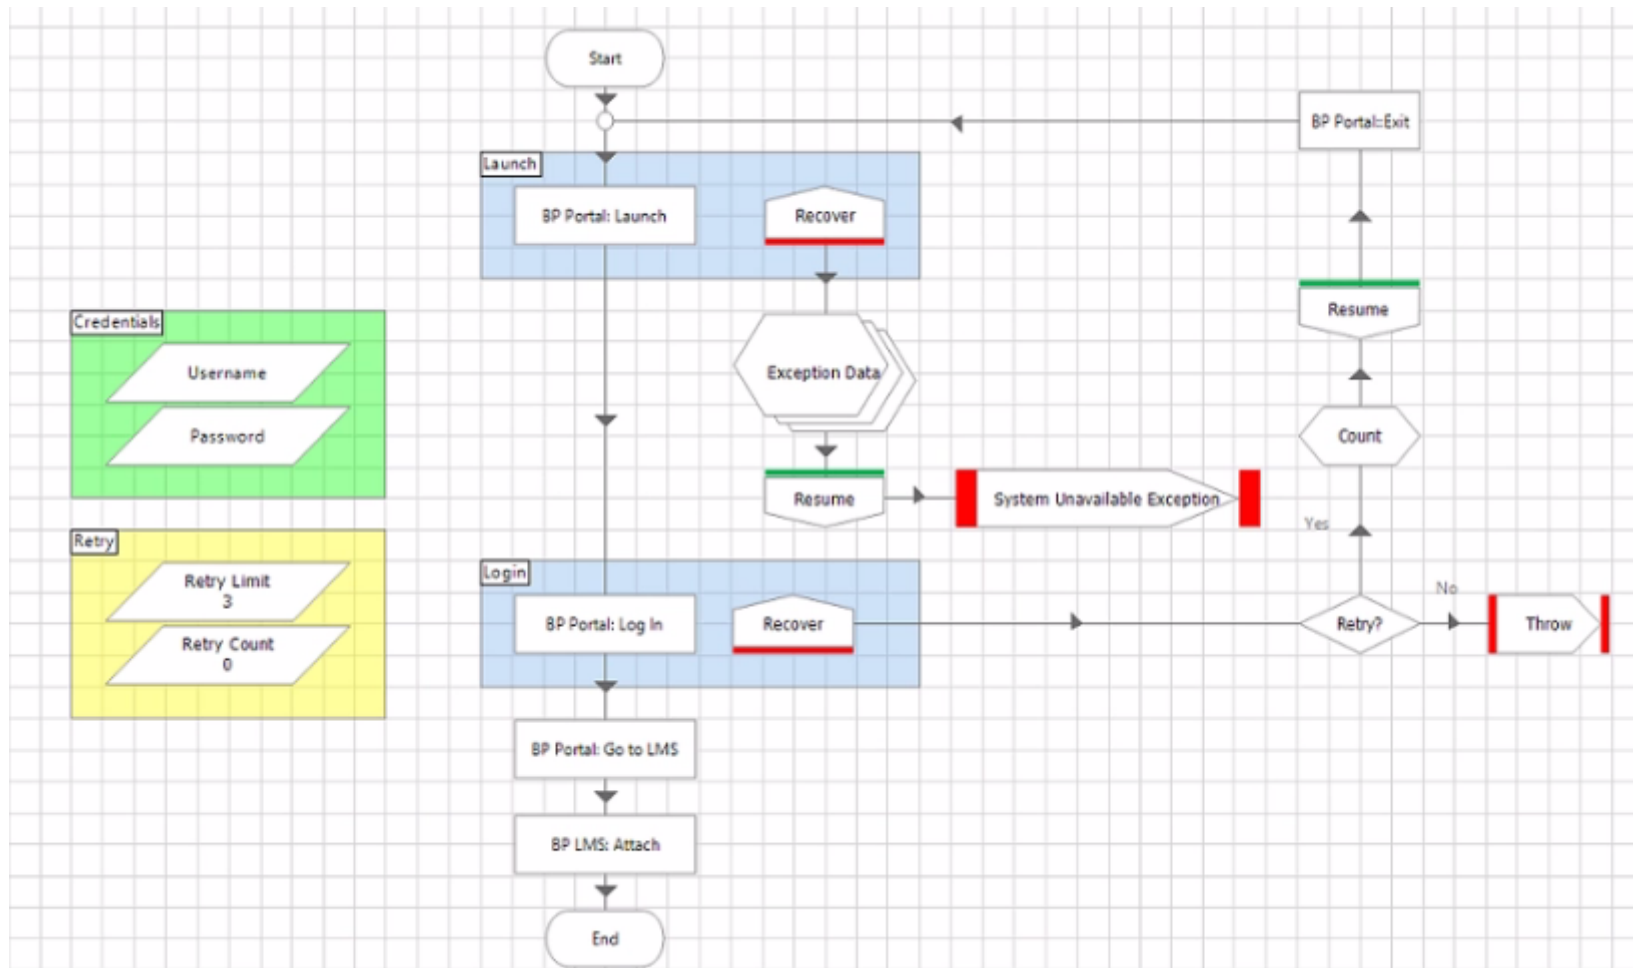 Start
BP Portal::Exit
Launch
BP Portal: Launch
Recover
Resume
Credentials
Username
Exception Data
Password
Count
Resume
System Unavailable Exception
Yes
Retry
Retry Limit
3
Retry Count
0
Login
BP Portal: Log In
Recover
Retry?
No
Throw
BP Portal: Go to LMS
BP LMS: Attach
End